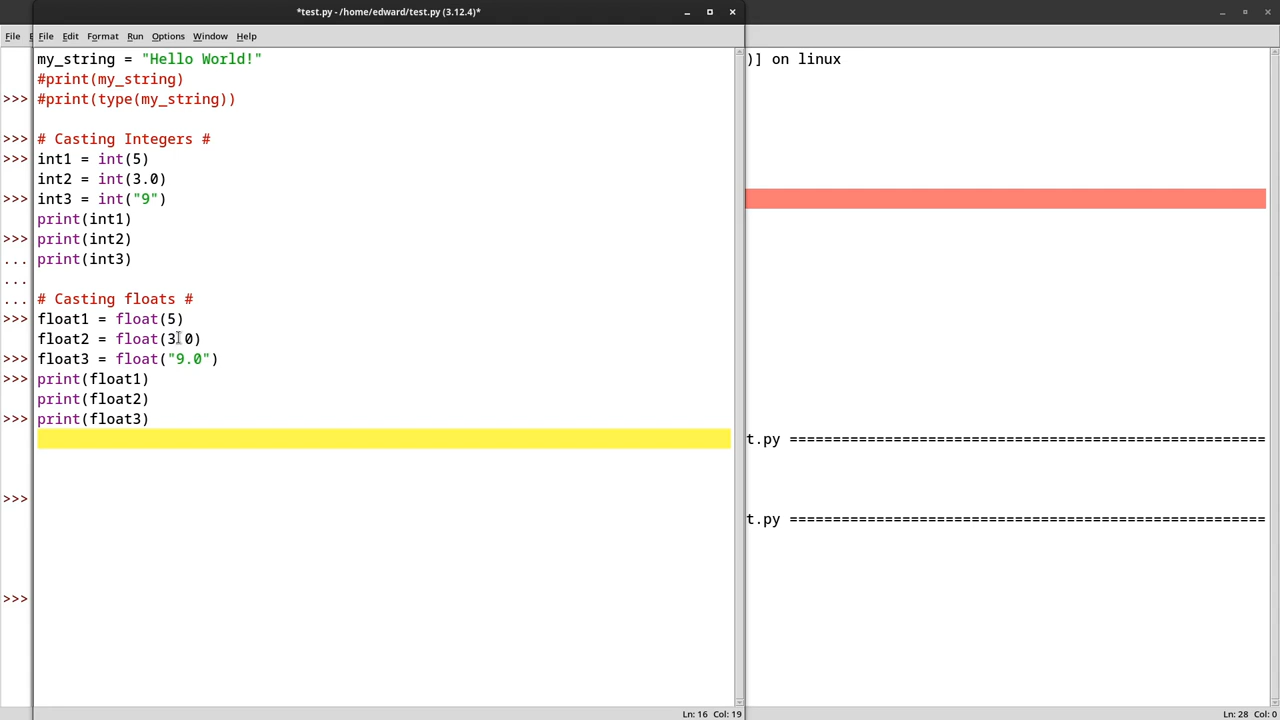 *test.py - /home/edward/test.py (3.12.4)*
File
File Edit Format Run Options Window Help
my_string = "Hello World!"
#print(my_string)
>>> #print(type(my_string))
>>> # Casting Integers #
>>> int1 = int(5)
int2 = int(3.0)
>>> int3 = int("9")
print(int1)
>>> print(int2)
... print(int3)
...
... # Casting floats #
>>> float1 = float(5)
float2 = float(3.0)
>>> float3 = float("9.0")
>>> print(float1)
print(float2)
>>> print(float3)
>>>
>>>
)] on linux
t.py =====================================================
t.py =====================================================
Ln: 16 Col: 19
Ln: 28 Col: 0